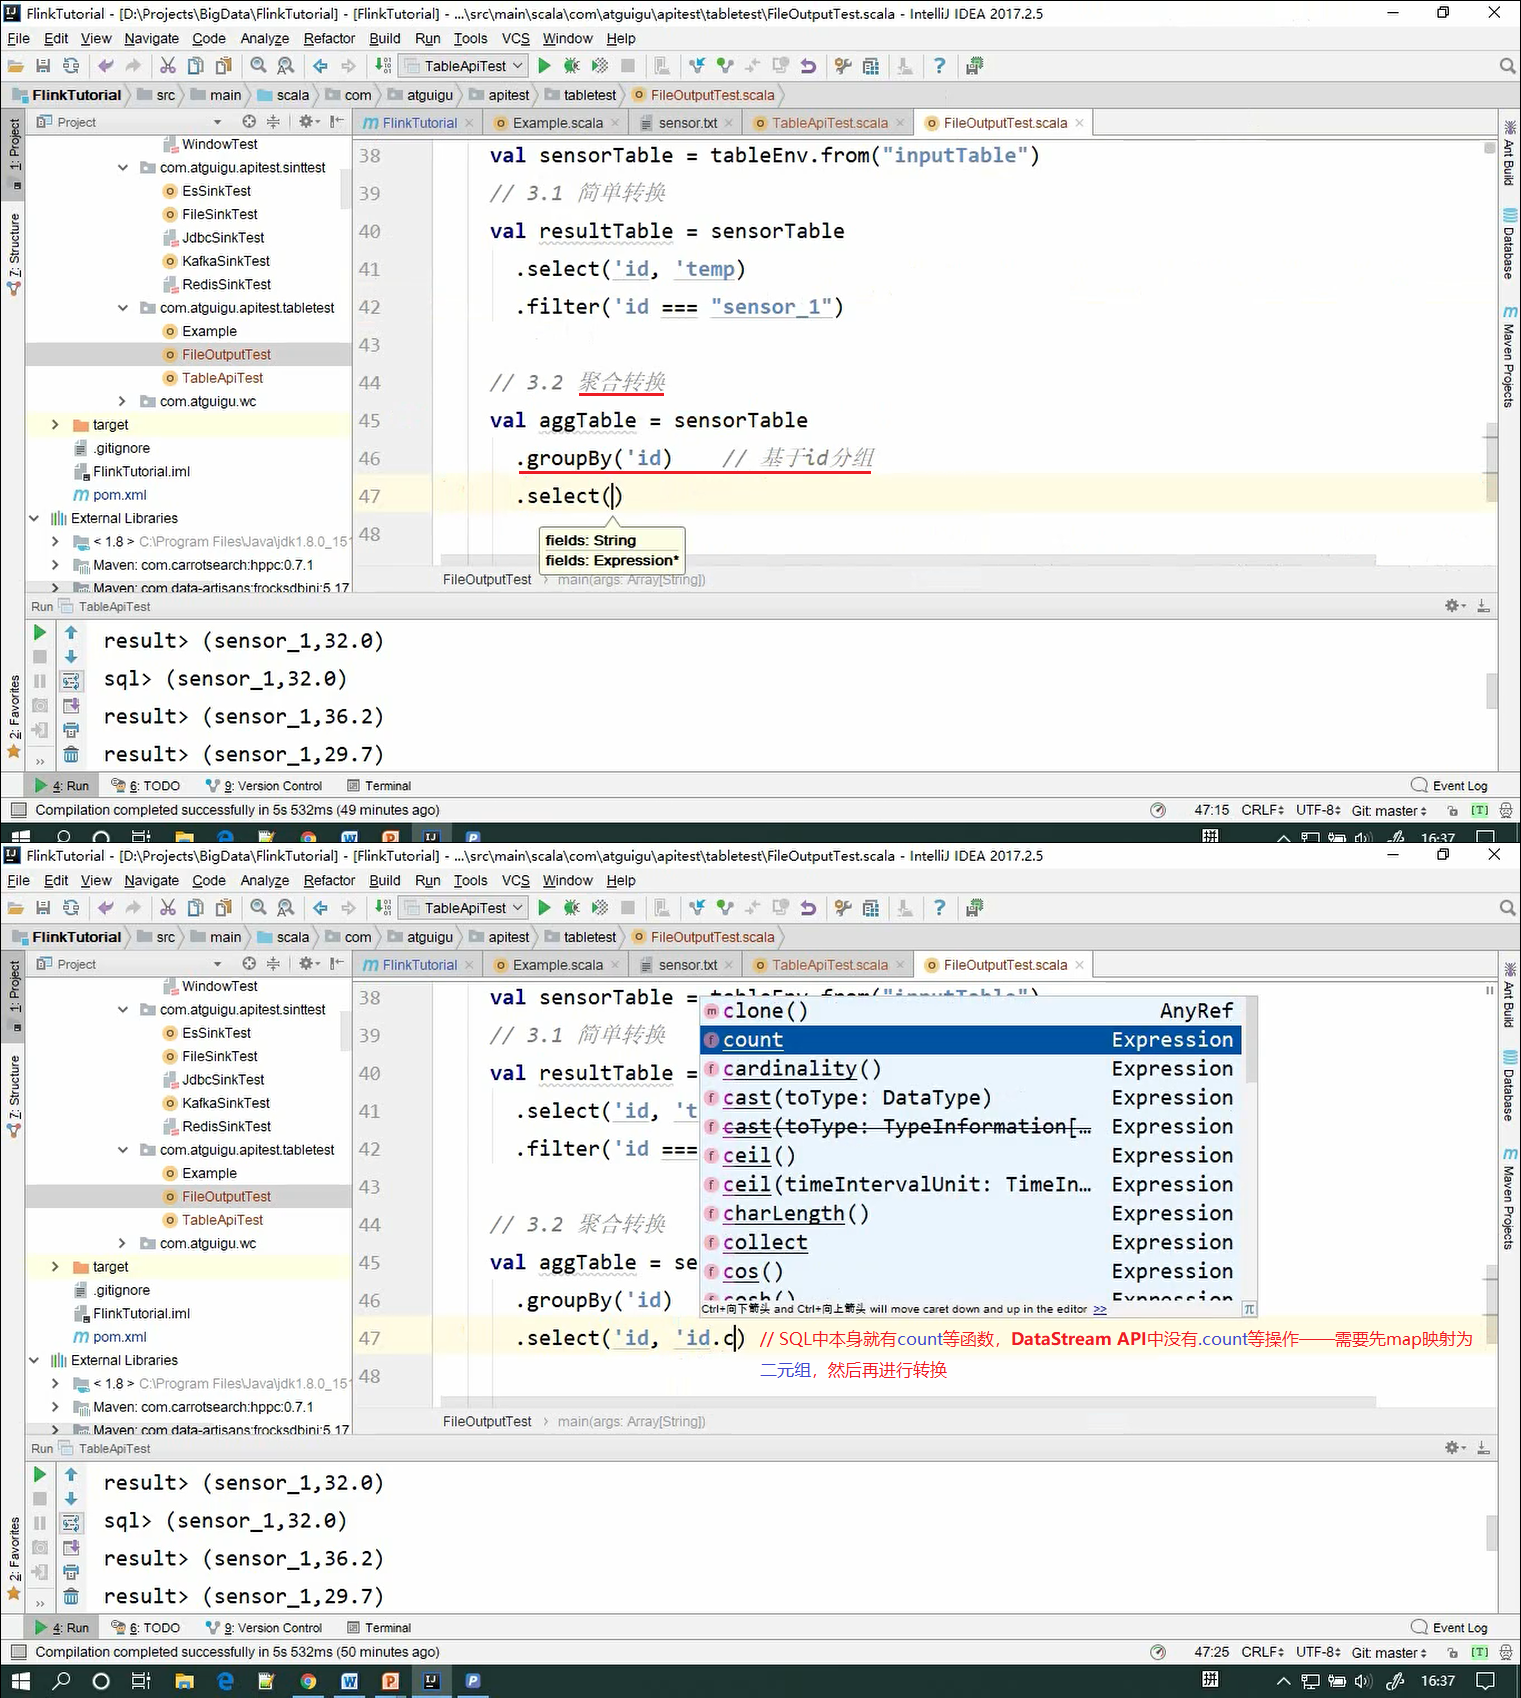 FlinkTutorial - [D:\Projects\BigData\FlinkTutorial] - [FlinkTutorial] - ...\src\main\scala\com\atguigu\apitest\tabletest\FileOutputTest.scala - IntelliJ IDEA 2017.2.5
File Edit View Navigate Code Analyze Refactor Build Run Tools VCS Window Help
TableApiTest
FlinkTutorial src main scala com atguigu apitest tabletest FileOutputTest.scala
Project
FlinkTutorial Example.scala sensor.txt TableApiTest.scala FileOutputTest.scala
1: Project
7: Structure
2: Favorites
Ant Build
Database
Maven Projects
WindowTest
com.atguigu.apitest.sinttest
EsSinkTest
FileSinkTest
JdbcSinkTest
KafkaSinkTest
RedisSinkTest
com.atguigu.apitest.tabletest
Example
FileOutputTest
TableApiTest
com.atguigu.wc
target
.gitignore
FlinkTutorial.iml
pom.xml
External Libraries
< 1.8 > C:\Program Files\Java\jdk1.8.0_15
Maven: com.carrotsearch:hppc:0.7.1
Maven: com.data-artisans:frocksdbjni:5.17
38 val sensorTable = tableEnv.from("inputTable")
39 // 3.1 简单转换
40 val resultTable = sensorTable
41 .select('id, 'temp)
42 .filter('id === "sensor_1")
43
44 // 3.2 聚合转换
45 val aggTable = sensorTable
46 .groupBy('id) // 基于id分组
47 .select()
48
fields: String
fields: Expression*
FileOutputTest main(args: Array[String])
Run TableApiTest
result> (sensor_1,32.0)
sql> (sensor_1,32.0)
result> (sensor_1,36.2)
result> (sensor_1,29.7)
4: Run 6: TODO 9: Version Control Terminal Event Log
Compilation completed successfully in 5s 532ms (49 minutes ago) 47:15 CRLF UTF-8 Git: master [T]
拼 16:37
FlinkTutorial - [D:\Projects\BigData\FlinkTutorial] - [FlinkTutorial] - ...\src\main\scala\com\atguigu\apitest\tabletest\FileOutputTest.scala - IntelliJ IDEA 2017.2.5
File Edit View Navigate Code Analyze Refactor Build Run Tools VCS Window Help
TableApiTest
FlinkTutorial src main scala com atguigu apitest tabletest FileOutputTest.scala
Project
FlinkTutorial Example.scala sensor.txt TableApiTest.scala FileOutputTest.scala
1: Project
7: Structure
2: Favorites
Ant Build
Database
Maven Projects
WindowTest
com.atguigu.apitest.sinttest
EsSinkTest
FileSinkTest
JdbcSinkTest
KafkaSinkTest
RedisSinkTest
com.atguigu.apitest.tabletest
Example
FileOutputTest
TableApiTest
com.atguigu.wc
target
.gitignore
FlinkTutorial.iml
pom.xml
External Libraries
< 1.8 > C:\Program Files\Java\jdk1.8.0_15
Maven: com.carrotsearch:hppc:0.7.1
Maven: com.data-artisans:frocksdbjni:5.17
38 val sensorTable = tableEnv.from("inputTable")
39 // 3.1 简单转换
40 val resultTable =
41 .select('id, 't
42 .filter('id ===
43
44 // 3.2 聚合转换
45 val aggTable = se
46 .groupBy('id)
47 .select('id, 'id.c) // SQL中本身就有count等函数，DataStream API中没有.count等操作——需要先map映射为
二元组，然后再进行转换
48
clone() AnyRef
count Expression
cardinality() Expression
cast(toType: DataType) Expression
cast(toType: TypeInformation[… Expression
ceil() Expression
ceil(timeIntervalUnit: TimeIn… Expression
charLength() Expression
collect Expression
cos() Expression
cosh() Expression
Ctrl+向下箭头 and Ctrl+向上箭头 will move caret down and up in the editor >>
FileOutputTest main(args: Array[String])
Run TableApiTest
result> (sensor_1,32.0)
sql> (sensor_1,32.0)
result> (sensor_1,36.2)
result> (sensor_1,29.7)
4: Run 6: TODO 9: Version Control Terminal Event Log
Compilation completed successfully in 5s 532ms (50 minutes ago) 47:25 CRLF UTF-8 Git: master [T]
拼 16:37